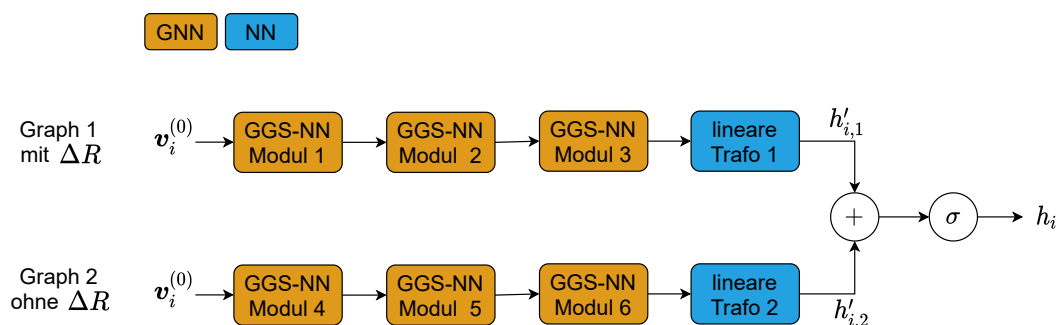 GNN NN
Graph 1
mit ΔR
v_i^{(0)}
GGS-NN
Modul 1
GGS-NN
Modul 2
GGS-NN
Modul 3
lineare
Trafo 1
h'_{i,1}
+
σ
h_i
Graph 2
ohne ΔR
v_i^{(0)}
GGS-NN
Modul 4
GGS-NN
Modul 5
GGS-NN
Modul 6
lineare
Trafo 2
h'_{i,2}